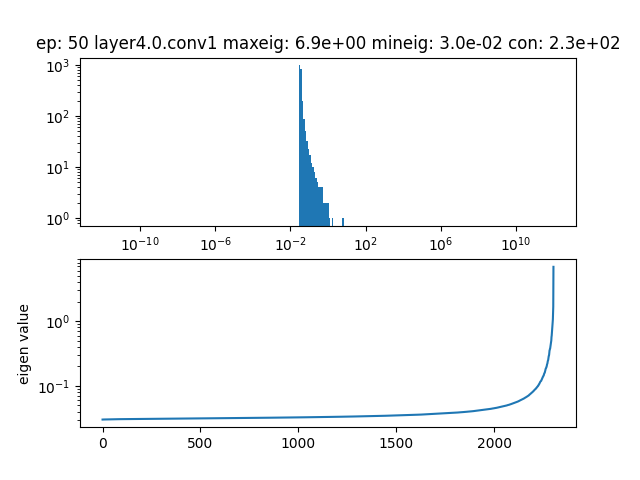 ep: 50 layer4.0.conv1 maxeig: 6.9e+00 mineig: 3.0e-02 con: 2.3e+02
10³
10²
10¹
10⁰
10⁻¹⁰ 10⁻⁶ 10⁻² 10² 10⁶ 10¹⁰
eigen value
10⁰
10⁻¹
0 500 1000 1500 2000